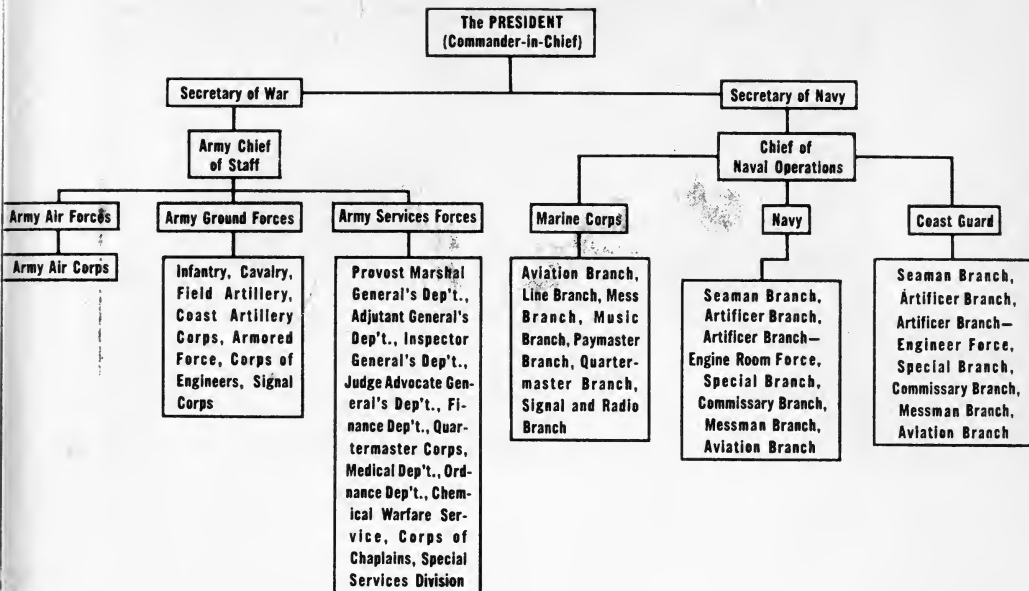 The PRESIDENT
(Commander-in-Chief)
Secretary of War
Secretary of Navy
Army Chief
of Staff
Chief of
Naval Operations
Army Air Forces
Army Ground Forces
Army Services Forces
Marine Corps
Navy
Coast Guard
Army Air Corps
Infantry, Cavalry,
Field Artillery,
Coast Artillery
Corps, Armored
Force, Corps of
Engineers, Signal
Corps
Provost Marshal
General's Dep't.,
Adjutant General's
Dep't., Inspector
General's Dep't.,
Judge Advocate Gen-
eral's Dep't., Fi-
nance Dep't., Quar-
termaster Corps,
Medical Dep't., Ord-
nance Dep't., Chem-
ical Warfare Ser-
vice, Corps of
Chaplains, Special
Services Division
Aviation Branch,
Line Branch, Mess
Branch, Music
Branch, Paymaster
Branch, Quarter-
master Branch,
Signal and Radio
Branch
Seaman Branch,
Artificer Branch,
Artificer Branch—
Engine Room Force,
Special Branch,
Commissary Branch,
Messman Branch,
Aviation Branch
Seaman Branch,
Artificer Branch,
Artificer Branch—
Engineer Force,
Special Branch,
Commissary Branch,
Messman Branch,
Aviation Branch